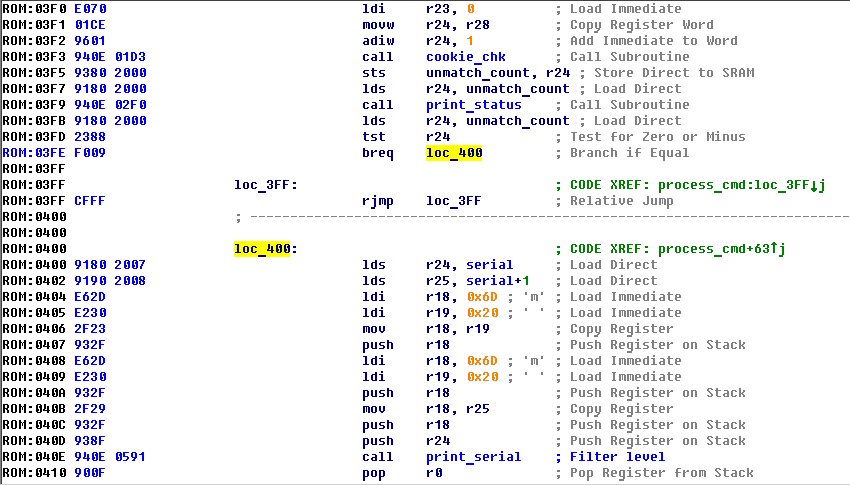 ROM:03F0 E070 ldi r23, 0 ; Load Immediate
ROM:03F1 01CE movw r24, r28 ; Copy Register Word
ROM:03F2 9601 adiw r24, 1 ; Add Immediate to Word
ROM:03F3 940E 01D3 call cookie_chk ; Call Subroutine
ROM:03F5 9380 2000 sts unmatch_count, r24 ; Store Direct to SRAM
ROM:03F7 9180 2000 lds r24, unmatch_count ; Load Direct
ROM:03F9 940E 02F0 call print_status ; Call Subroutine
ROM:03FB 9180 2000 lds r24, unmatch_count ; Load Direct
ROM:03FD 2388 tst r24 ; Test for Zero or Minus
ROM:03FE F009 breq loc_400 ; Branch if Equal
ROM:03FF
ROM:03FF loc_3FF: ; CODE XREF: process_cmd:loc_3FF↓j
ROM:03FF CFFF rjmp loc_3FF ; Relative Jump
ROM:0400 ; ---------------------------------------------------------------------------
ROM:0400
ROM:0400 loc_400: ; CODE XREF: process_cmd+63↑j
ROM:0400 9180 2007 lds r24, serial ; Load Direct
ROM:0402 9190 2008 lds r25, serial+1 ; Load Direct
ROM:0404 E62D ldi r18, 0x6D ; 'm' ; Load Immediate
ROM:0405 E230 ldi r19, 0x20 ; ' ' ; Load Immediate
ROM:0406 2F23 mov r18, r19 ; Copy Register
ROM:0407 932F push r18 ; Push Register on Stack
ROM:0408 E62D ldi r18, 0x6D ; 'm' ; Load Immediate
ROM:0409 E230 ldi r19, 0x20 ; ' ' ; Load Immediate
ROM:040A 932F push r18 ; Push Register on Stack
ROM:040B 2F29 mov r18, r25 ; Copy Register
ROM:040C 932F push r18 ; Push Register on Stack
ROM:040D 938F push r24 ; Push Register on Stack
ROM:040E 940E 0591 call print_serial ; Filter level
ROM:0410 900F pop r0 ; Pop Register from Stack